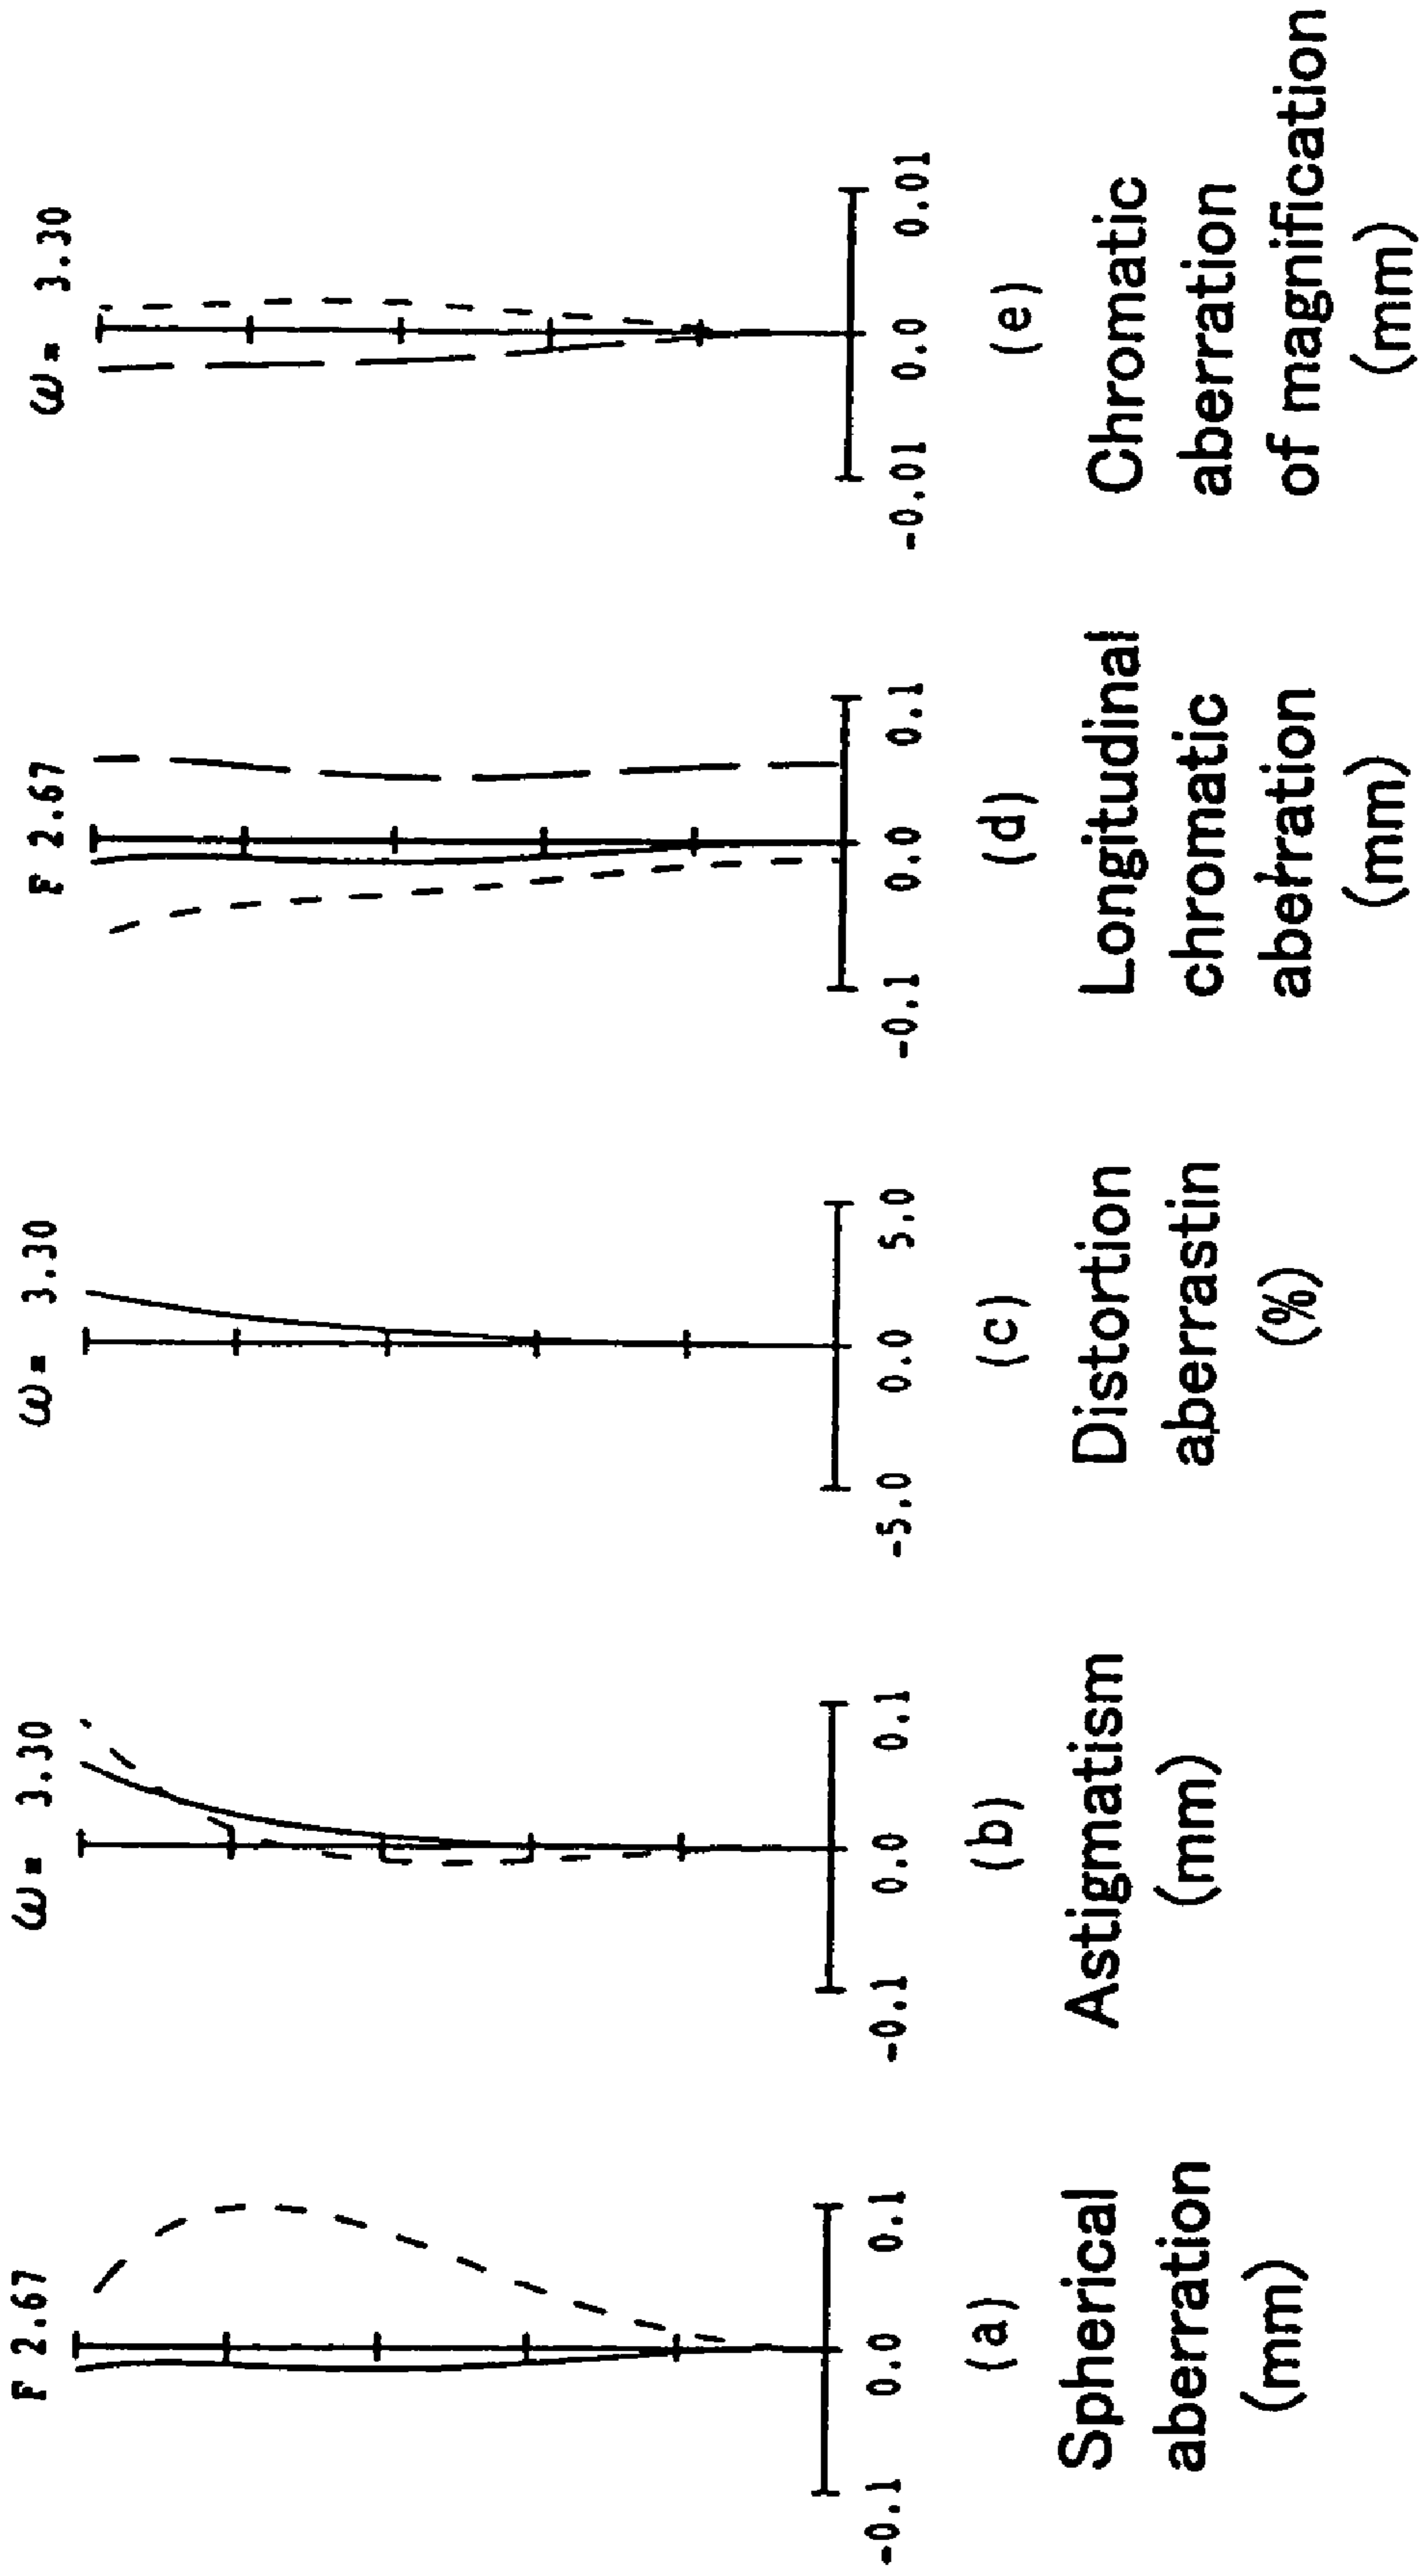 F 2.67
-0.1 0.0 0.1
(a)
Spherical
aberration
(mm)
ω= 3.30
-0.1 0.0 0.1
(b)
Astigmatism
(mm)
ω= 3.30
-5.0 0.0 5.0
(c)
Distortion
aberrastin
(%)
F 2.67
-0.1 0.0 0.1
(d)
Longitudinal
chromatic
aberration
(mm)
ω= 3.30
-0.01 0.0 0.01
(e)
Chromatic
aberration
of magnification
(mm)